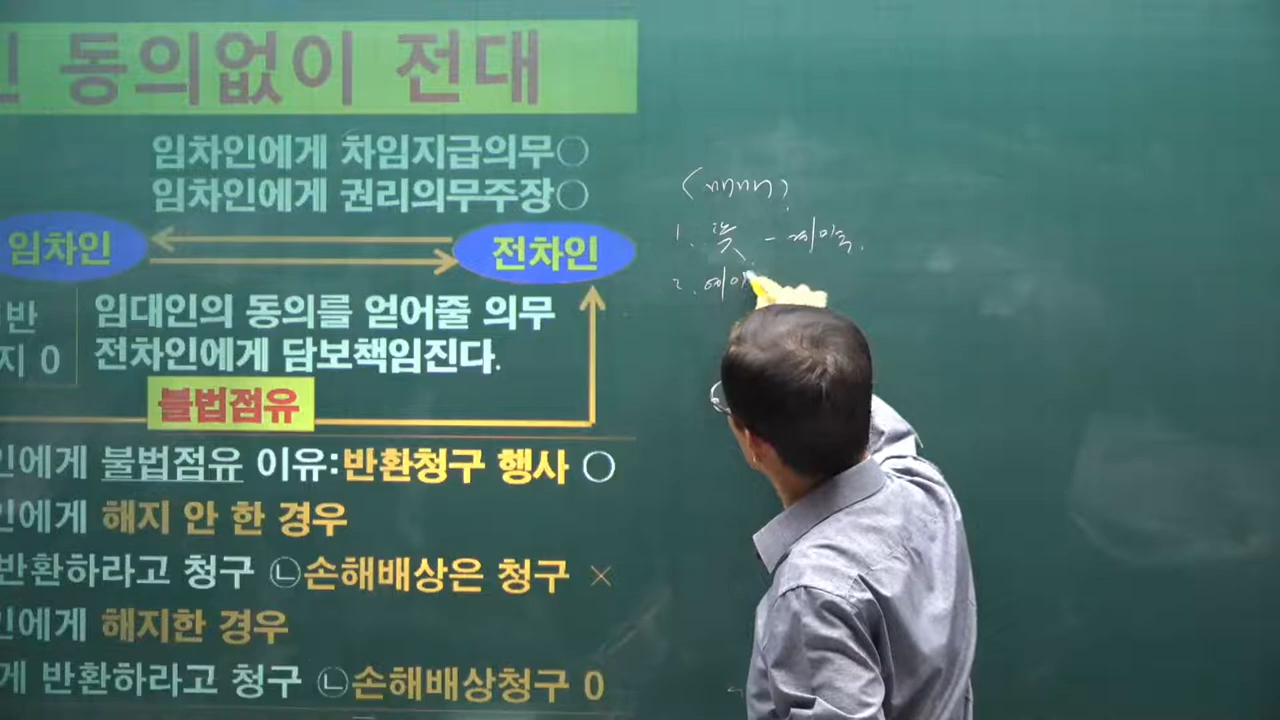 동의없이 전대
임차인에게 차임지급의무○
임차인에게 권리의무주장○
임차인
전차인
반
지 0
임대인의 동의를 얻어줄 의무
전차인에게 담보책임진다.
불법점유
인에게 불법점유 이유:반환청구 행사 ○
인에게 해지 안 한 경우
반환하라고 청구 ㉡손해배상은 청구 ×
인에게 해지한 경우
게 반환하라고 청구 ㉡손해배상청구 0
1.
2.